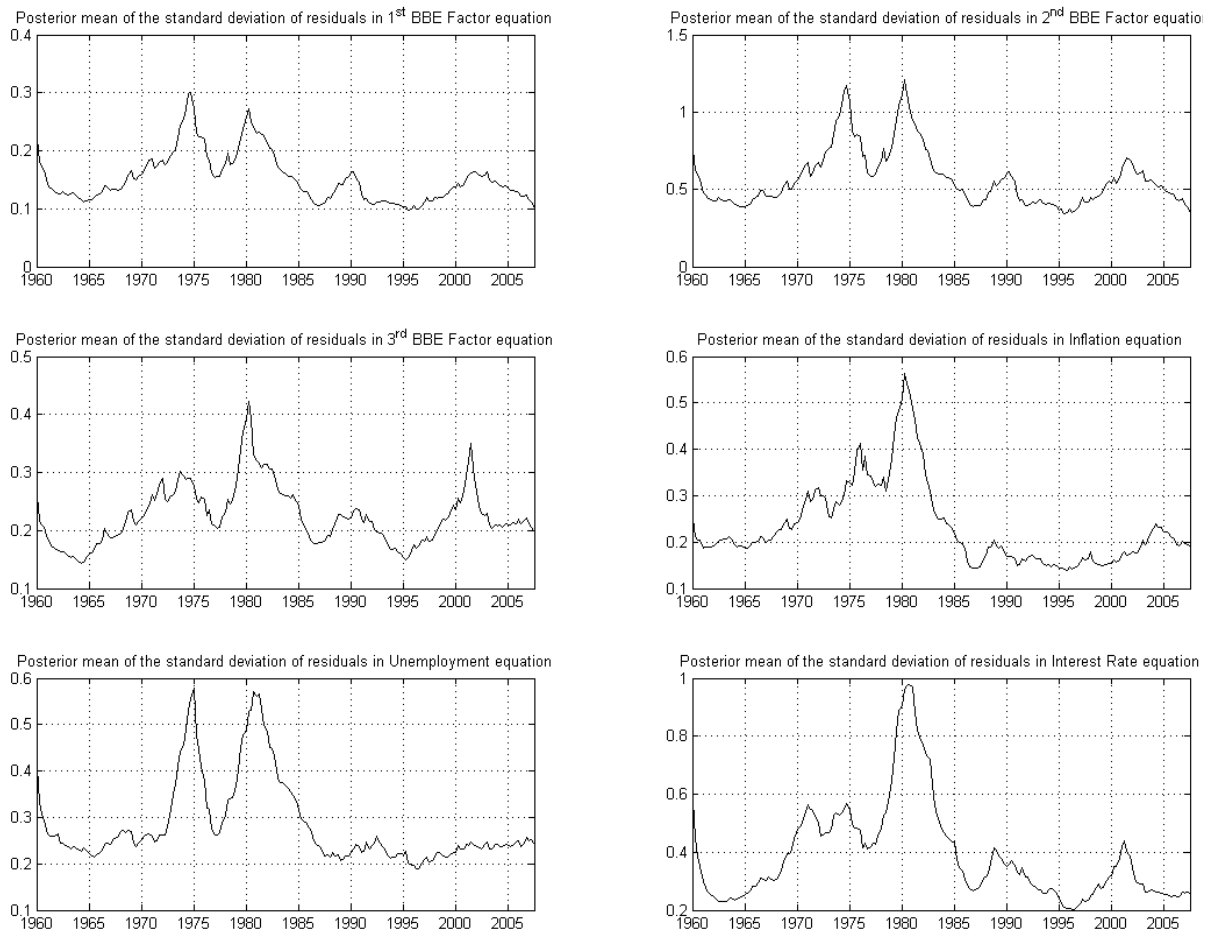 Posterior mean of the standard deviation of residuals in 1st BBE Factor equation
0.4
0.3
0.2
0.1
0
1960 1965 1970 1975 1980 1985 1990 1995 2000 2005
Posterior mean of the standard deviation of residuals in 2nd BBE Factor equation
1.5
1
0.5
0
1960 1965 1970 1975 1980 1985 1990 1995 2000 2005
Posterior mean of the standard deviation of residuals in 3rd BBE Factor equation
0.5
0.4
0.3
0.2
0.1
1960 1965 1970 1975 1980 1985 1990 1995 2000 2005
Posterior mean of the standard deviation of residuals in Inflation equation
0.6
0.5
0.4
0.3
0.2
0.1
1960 1965 1970 1975 1980 1985 1990 1995 2000 2005
Posterior mean of the standard deviation of residuals in Unemployment equation
0.6
0.5
0.4
0.3
0.2
0.1
1960 1965 1970 1975 1980 1985 1990 1995 2000 2005
Posterior mean of the standard deviation of residuals in Interest Rate equation
1
0.8
0.6
0.4
0.2
1960 1965 1970 1975 1980 1985 1990 1995 2000 2005